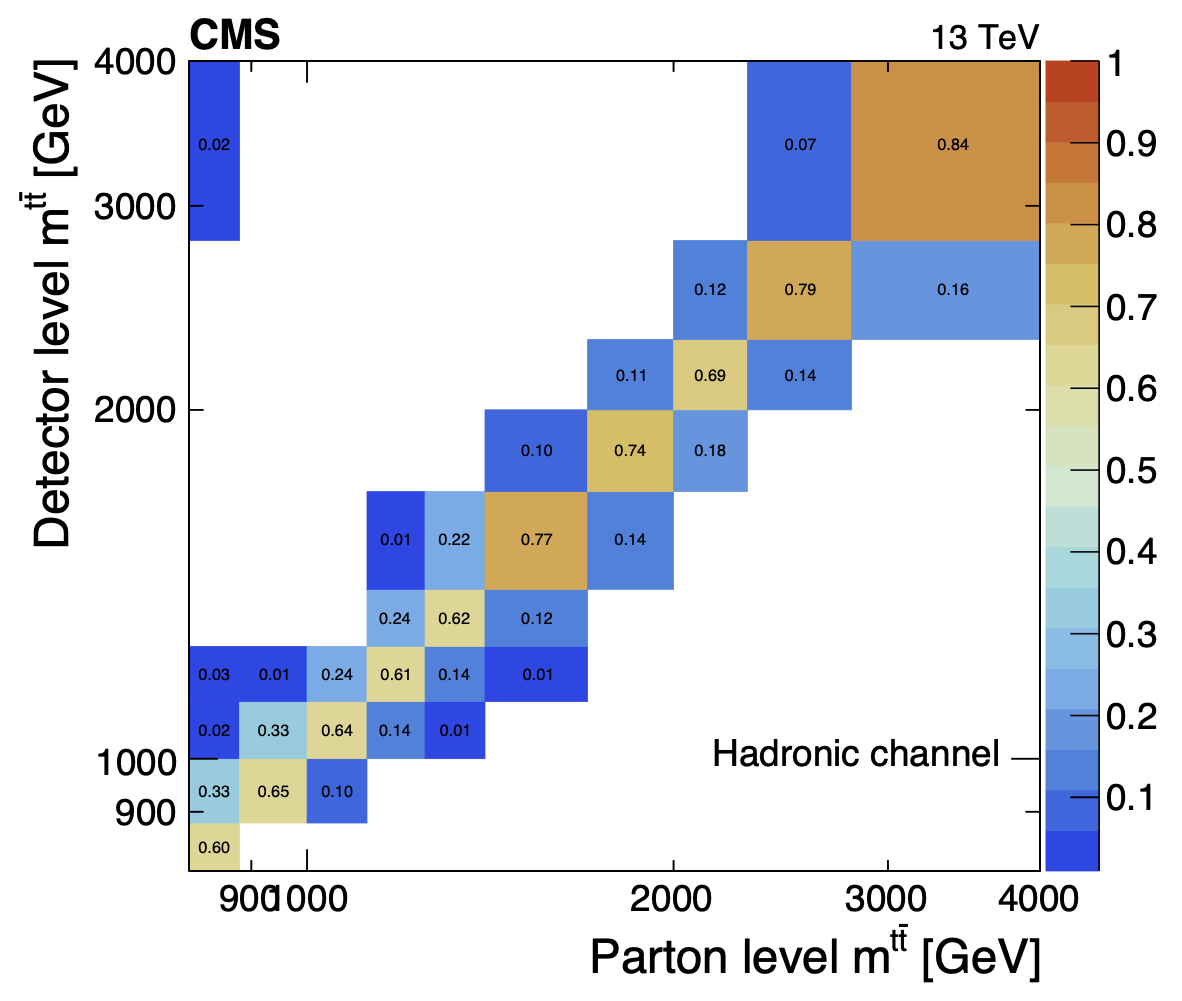 CMS 13 TeV
Detector level m^tt̄ [GeV]
4000
3000
2000
1000
900
0.02 0.07 0.84
0.12 0.79 0.16
0.11 0.69 0.14
0.10 0.74 0.18
0.01 0.22 0.77 0.14
0.24 0.62 0.12
0.03 0.01 0.24 0.61 0.14 0.01
0.02 0.33 0.64 0.14 0.01
Hadronic channel
0.33 0.65 0.10
0.60
900 1000 2000 3000 4000
Parton level m^tt̄ [GeV]
1
0.9
0.8
0.7
0.6
0.5
0.4
0.3
0.2
0.1